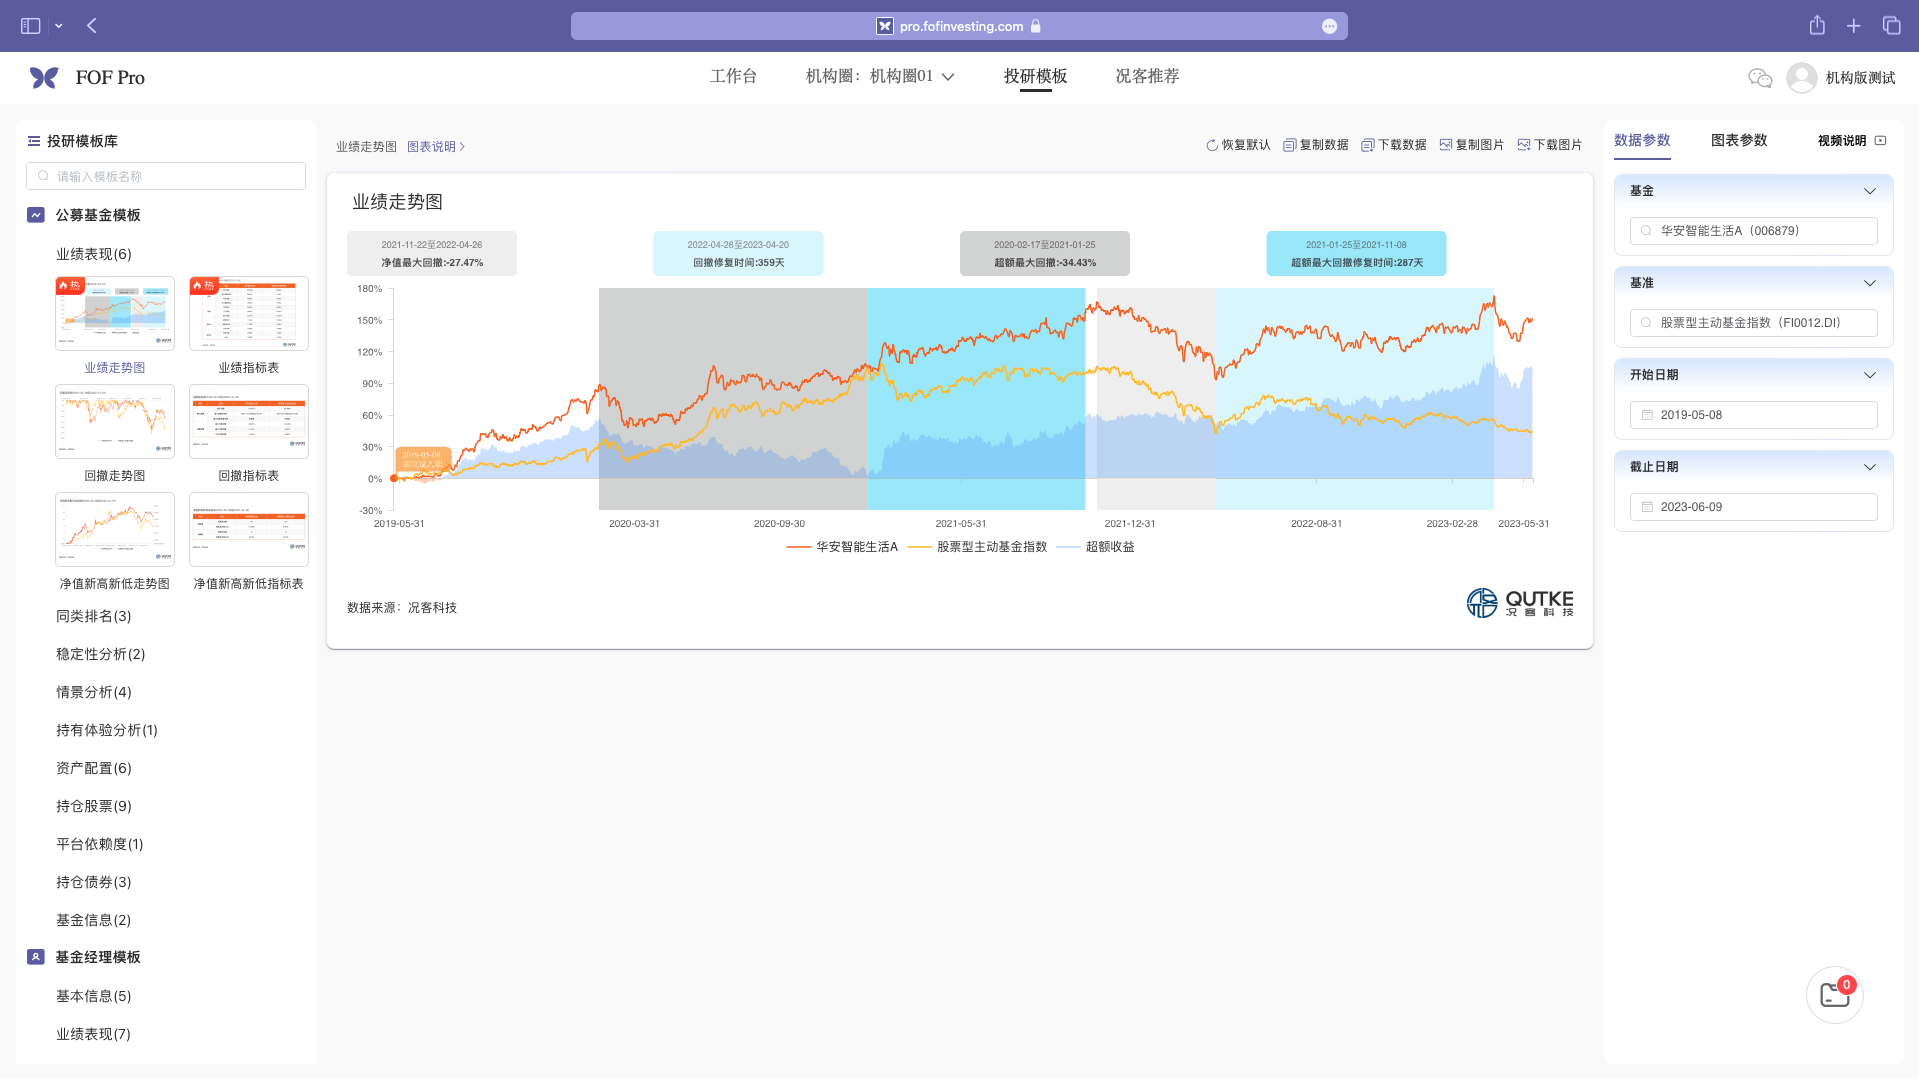 pro.fofinvesting.com
FOF Pro
工作台
机构圈：机构圈01
投研模板
况客推荐
机构版测试
投研模板库
请输入模板名称
公募基金模板
业绩表现(6)
热
热
业绩走势图
业绩指标表
回撤走势图
回撤指标表
净值新高新低走势图
净值新高新低指标表
同类排名(3)
稳定性分析(2)
情景分析(4)
持有体验分析(1)
资产配置(6)
持仓股票(9)
平台依赖度(1)
持仓债券(3)
基金信息(2)
基金经理模板
基本信息(5)
业绩表现(7)
业绩走势图 图表说明
恢复默认 复制数据 下载数据 复制图片 下载图片
业绩走势图
2021-11-22至2022-04-26
净值最大回撤:-27.47%
2022-04-26至2023-04-20
回撤修复时间:359天
2020-02-17至2021-01-25
超额最大回撤:-34.43%
2021-01-25至2021-11-08
超额最大回撤修复时间:287天
180%
150%
120%
90%
60%
30%
0%
-30%
2019-05-08
2019-05-31 2020-03-31 2020-09-30 2021-05-31 2021-12-31 2022-08-31 2023-02-28 2023-05-31
华安智能生活A 股票型主动基金指数 超额收益
数据来源：况客科技
QUTKE
况客科技
数据参数 图表参数 视频说明
基金
华安智能生活A（006879）
基准
股票型主动基金指数（FI0012.DI）
开始日期
2019-05-08
截止日期
2023-06-09
0